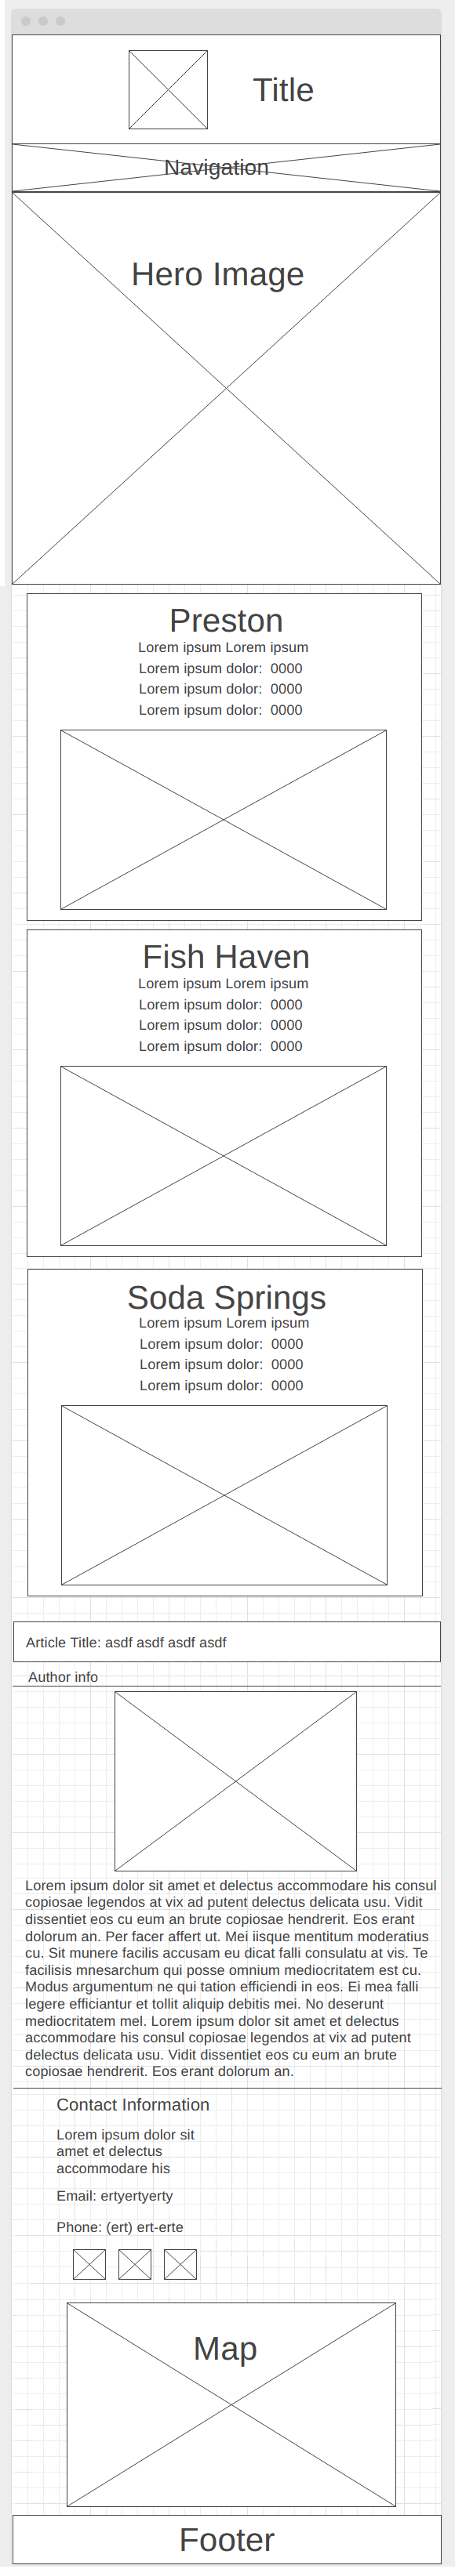 Title
Navigation
Hero Image
Preston
Lorem ipsum Lorem ipsum
Lorem ipsum dolor: 0000
Lorem ipsum dolor: 0000
Lorem ipsum dolor: 0000
Fish Haven
Lorem ipsum Lorem ipsum
Lorem ipsum dolor: 0000
Lorem ipsum dolor: 0000
Lorem ipsum dolor: 0000
Soda Springs
Lorem ipsum Lorem ipsum
Lorem ipsum dolor: 0000
Lorem ipsum dolor: 0000
Lorem ipsum dolor: 0000
Article Title: asdf asdf asdf asdf
Author info
Lorem ipsum dolor sit amet et delectus accommodare his consul
copiosae legendos at vix ad putent delectus delicata usu. Vidit
dissentiet eos cu eum an brute copiosae hendrerit. Eos erant
dolorum an. Per facer affert ut. Mei iisque mentitum moderatius
cu. Sit munere facilis accusam eu dicat falli consulatu at vis. Te
facilisis mnesarchum qui posse omnium mediocritatem est cu.
Modus argumentum ne qui tation efficiendi in eos. Ei mea falli
legere efficiantur et tollit aliquip debitis mei. No deserunt
mediocritatem mel. Lorem ipsum dolor sit amet et delectus
accommodare his consul copiosae legendos at vix ad putent
delectus delicata usu. Vidit dissentiet eos cu eum an brute
copiosae hendrerit. Eos erant dolorum an.
Contact Information
Lorem ipsum dolor sit
amet et delectus
accommodare his
Email: ertyertyerty
Phone: (ert) ert-erte
Map
Footer